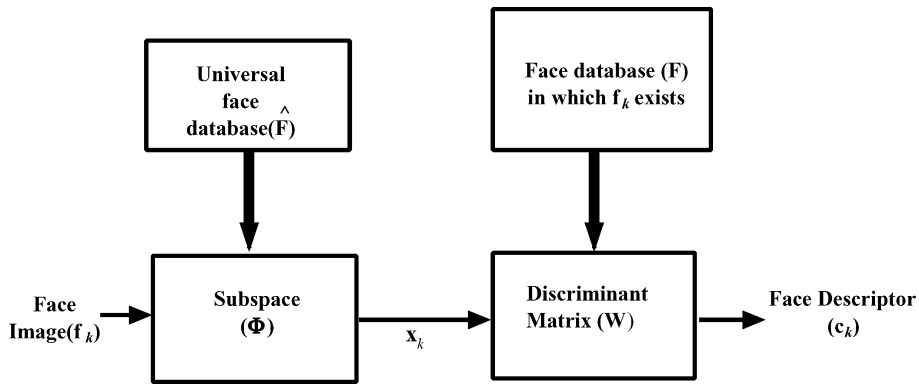 Universal
face
database(F̂)
Face database (F)
in which f_k exists
Face
Image(f_k)
Subspace
(Φ)
x_k
Discriminant
Matrix (W)
Face Descriptor
(c_k)